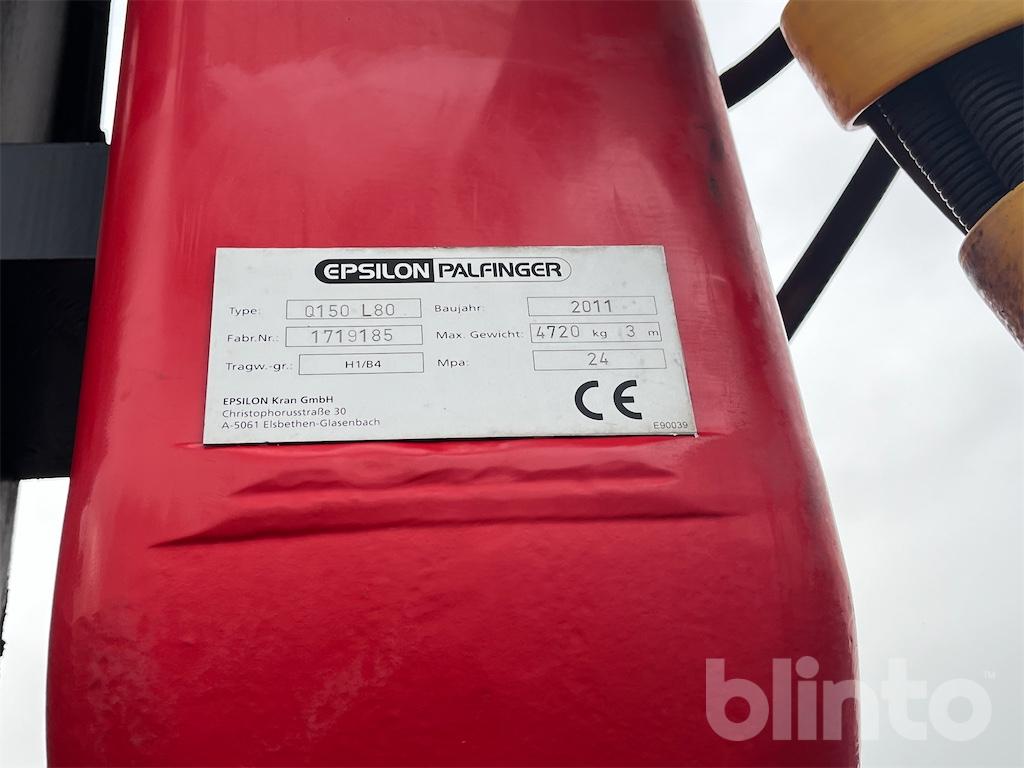 EPSILON PALFINGER
Type: Q150 L80 Baujahr: 2011
Fabr.Nr.: 1719185 Max. Gewicht: 4720 kg 3 m
Tragw.-gr.: H1/B4 Mpa: 24
EPSILON Kran GmbH
Christophorusstraße 30
A-5061 Elsbethen-Glasenbach
CE
E90039
blinto™